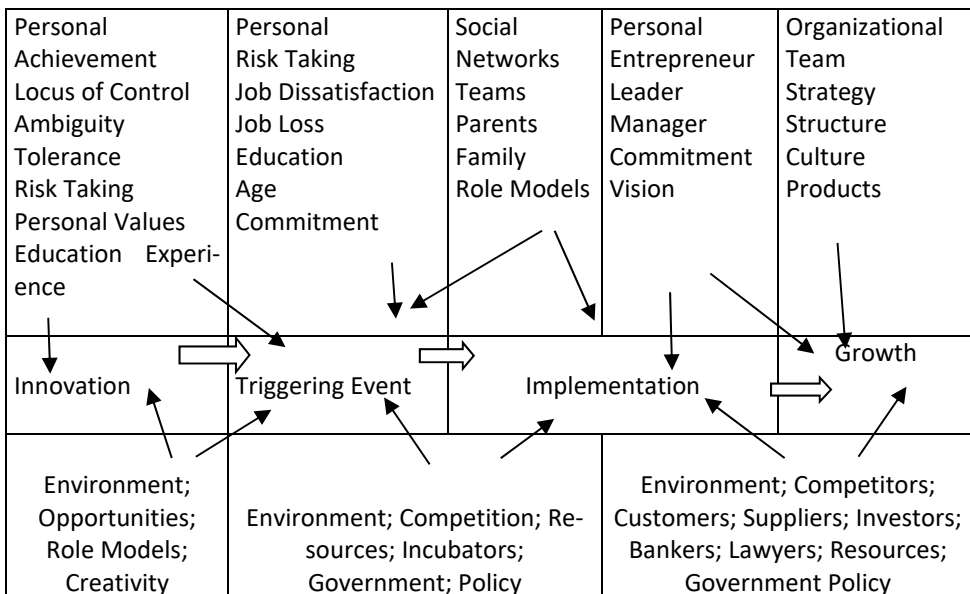 Personal
Achievement
Locus of Control
Ambiguity
Tolerance
Risk Taking
Personal Values
Education Experi-
ence
Personal
Risk Taking
Job Dissatisfaction
Job Loss
Education
Age
Commitment
Social
Networks
Teams
Parents
Family
Role Models
Personal
Entrepreneur
Leader
Manager
Commitment
Vision
Organizational
Team
Strategy
Structure
Culture
Products
Innovation
Triggering Event
Implementation
Growth
Environment;
Opportunities;
Role Models;
Creativity
Environment; Competition; Re-
sources; Incubators;
Government; Policy
Environment; Competitors;
Customers; Suppliers; Investors;
Bankers; Lawyers; Resources;
Government Policy